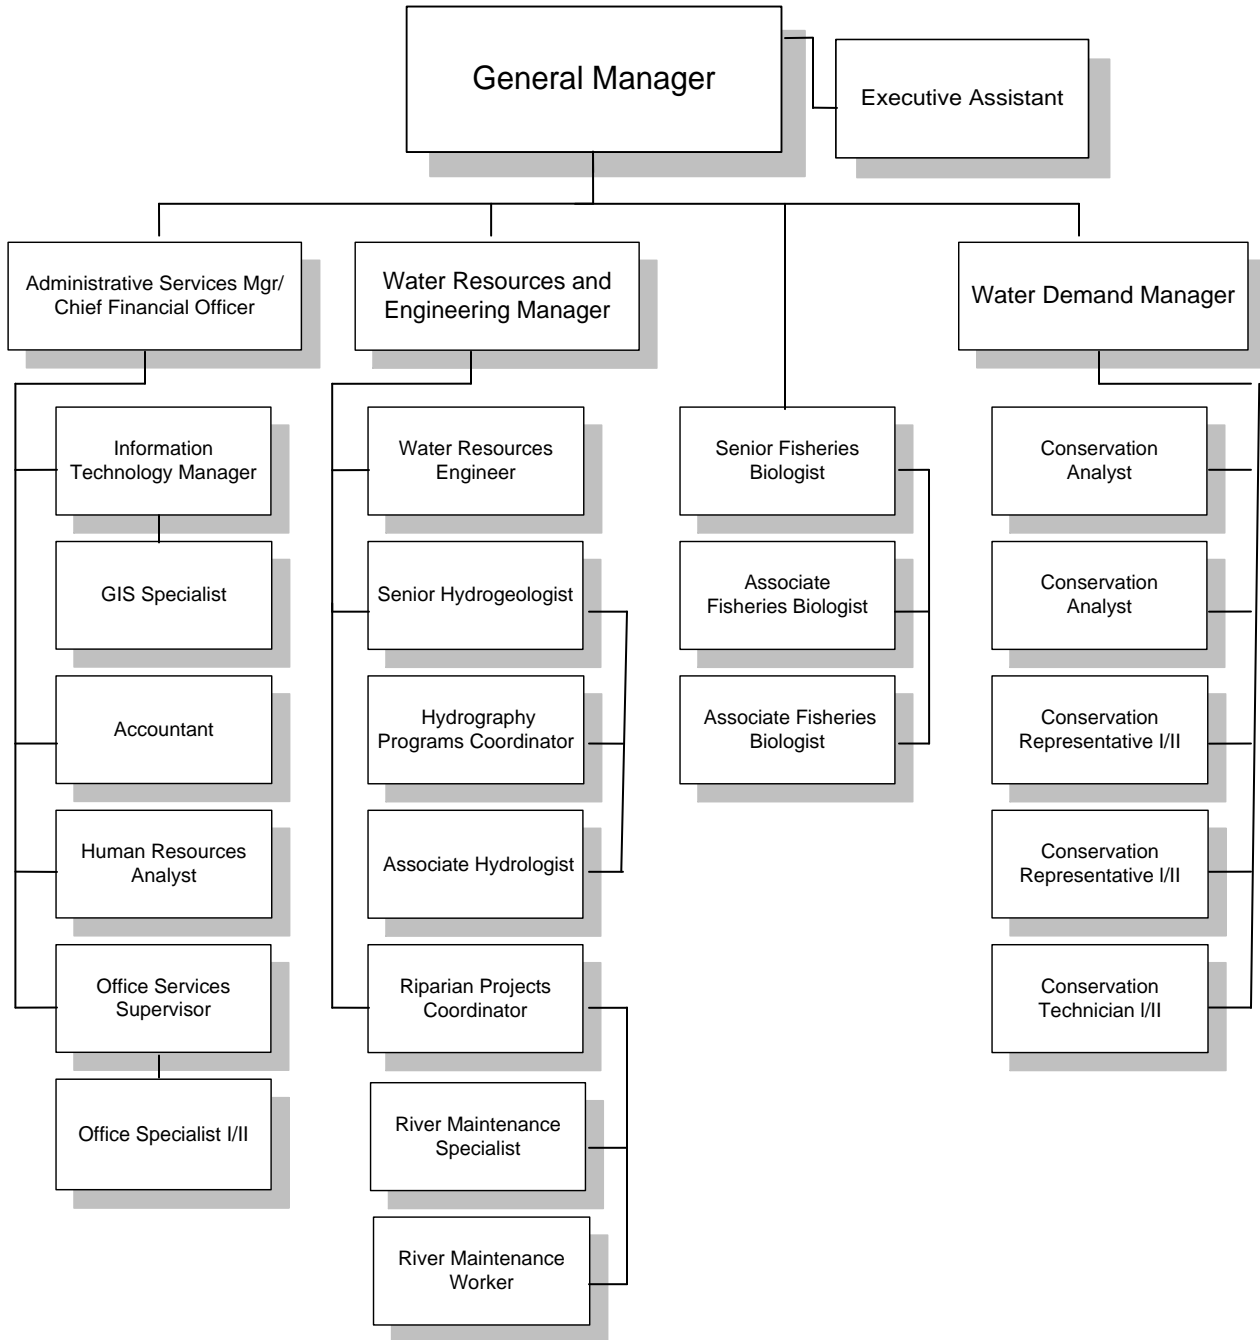 General Manager
Executive Assistant
Administrative Services Mgr/
Chief Financial Officer
Water Resources and
Engineering Manager
Water Demand Manager
Information
Technology Manager
GIS Specialist
Accountant
Human Resources
Analyst
Office Services
Supervisor
Office Specialist I/II
Water Resources
Engineer
Senior Hydrogeologist
Hydrography
Programs Coordinator
Associate Hydrologist
Riparian Projects
Coordinator
River Maintenance
Specialist
River Maintenance
Worker
Senior Fisheries
Biologist
Associate
Fisheries Biologist
Associate Fisheries
Biologist
Conservation
Analyst
Conservation
Analyst
Conservation
Representative I/II
Conservation
Representative I/II
Conservation
Technician I/II